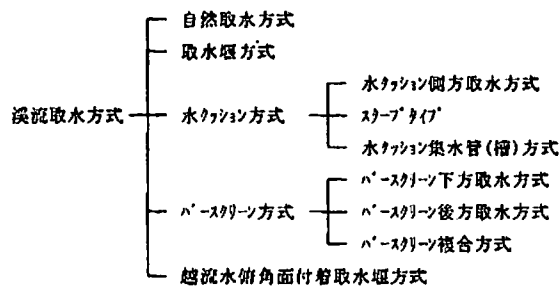 自然取水方式
取水堰方式
水クッション側方取水方式
渓流取水方式
水クッション方式
スターブタイプ
水クッション集水管(槽)方式
バースクリーン下方取水方式
バースクリーン方式
バースクリーン後方取水方式
バースクリーン複合方式
越流水俯角面付着取水堰方式